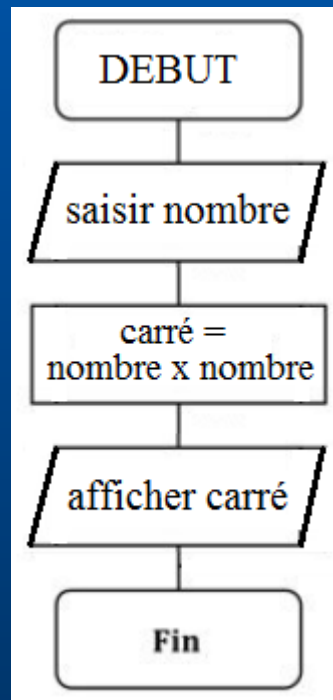 DEBUT
saisir nombre
carré =
nombre x nombre
afficher carré
Fin